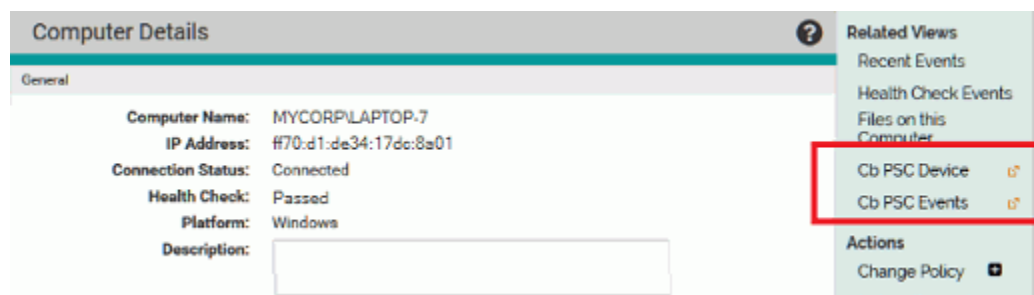 Computer Details
General
Computer Name: MYCORP\LAPTOP-7
IP Address: ff70:d1:de34:17dc:8a01
Connection Status: Connected
Health Check: Passed
Platform: Windows
Description:
Related Views
Recent Events
Health Check Events
Files on this
Computer
Cb PSC Device
Cb PSC Events
Actions
Change Policy